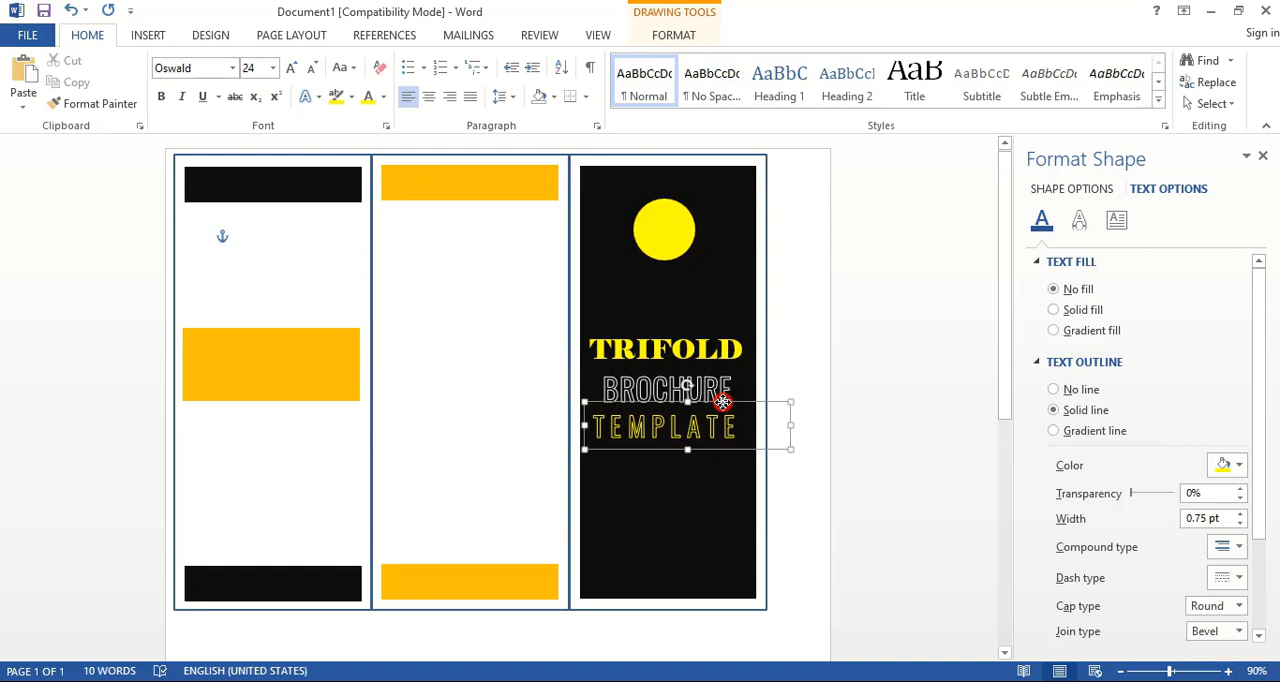 Document1 [Compatibility Mode] - Word
DRAWING TOOLS
?
Sign in
FILE
HOME
INSERT
DESIGN
PAGE LAYOUT
REFERENCES
MAILINGS
REVIEW
VIEW
FORMAT
Paste
Cut
Copy
Format Painter
Clipboard
Oswald
24
Font
Paragraph
AaBbCcDc
¶ Normal
AaBbCcDc
¶ No Spac...
AaBbC
Heading 1
AaBbCcl
Heading 2
AaB
Title
AaBbCcD
Subtitle
AaBbCcDc
Subtle Em...
AaBbCcDc
Emphasis
Styles
Find
Replace
Select
Editing
TRIFOLD
BROCHURE
TEMPLATE
Format Shape
SHAPE OPTIONS
TEXT OPTIONS
TEXT FILL
No fill
Solid fill
Gradient fill
TEXT OUTLINE
No line
Solid line
Gradient line
Color
Transparency
0%
Width
0.75 pt
Compound type
Dash type
Cap type
Round
Join type
Bevel
PAGE 1 OF 1
10 WORDS
ENGLISH (UNITED STATES)
90%